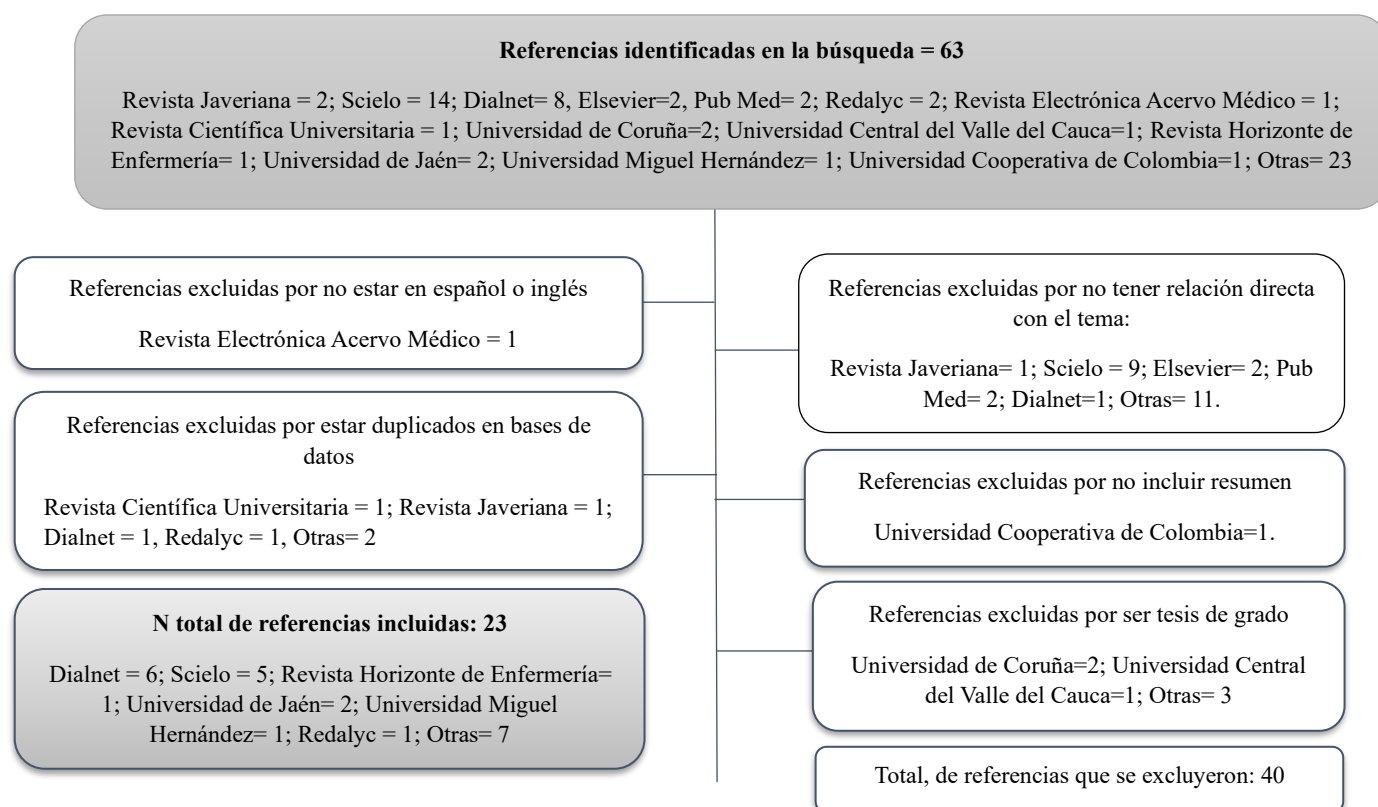 Referencias identificadas en la búsqueda = 63
Revista Javeriana = 2; Scielo = 14; Dialnet= 8, Elsevier=2, Pub Med= 2; Redalyc = 2; Revista Electrónica Acervo Médico = 1;
Revista Científica Universitaria = 1; Universidad de Coruña=2; Universidad Central del Valle del Cauca=1; Revista Horizonte de
Enfermería= 1; Universidad de Jaén= 2; Universidad Miguel Hernández= 1; Universidad Cooperativa de Colombia=1; Otras= 23
Referencias excluidas por no estar en español o inglés
Revista Electrónica Acervo Médico = 1
Referencias excluidas por no tener relación directa
con el tema:
Revista Javeriana= 1; Scielo = 9; Elsevier= 2; Pub
Med= 2; Dialnet=1; Otras= 11.
Referencias excluidas por estar duplicados en bases de
datos
Revista Científica Universitaria = 1; Revista Javeriana = 1;
Dialnet = 1, Redalyc = 1, Otras= 2
Referencias excluidas por no incluir resumen
Universidad Cooperativa de Colombia=1.
Referencias excluidas por ser tesis de grado
Universidad de Coruña=2; Universidad Central
del Valle del Cauca=1; Otras= 3
N total de referencias incluidas: 23
Dialnet = 6; Scielo = 5; Revista Horizonte de Enfermería=
1; Universidad de Jaén= 2; Universidad Miguel
Hernández= 1; Redalyc = 1; Otras= 7
Total, de referencias que se excluyeron: 40